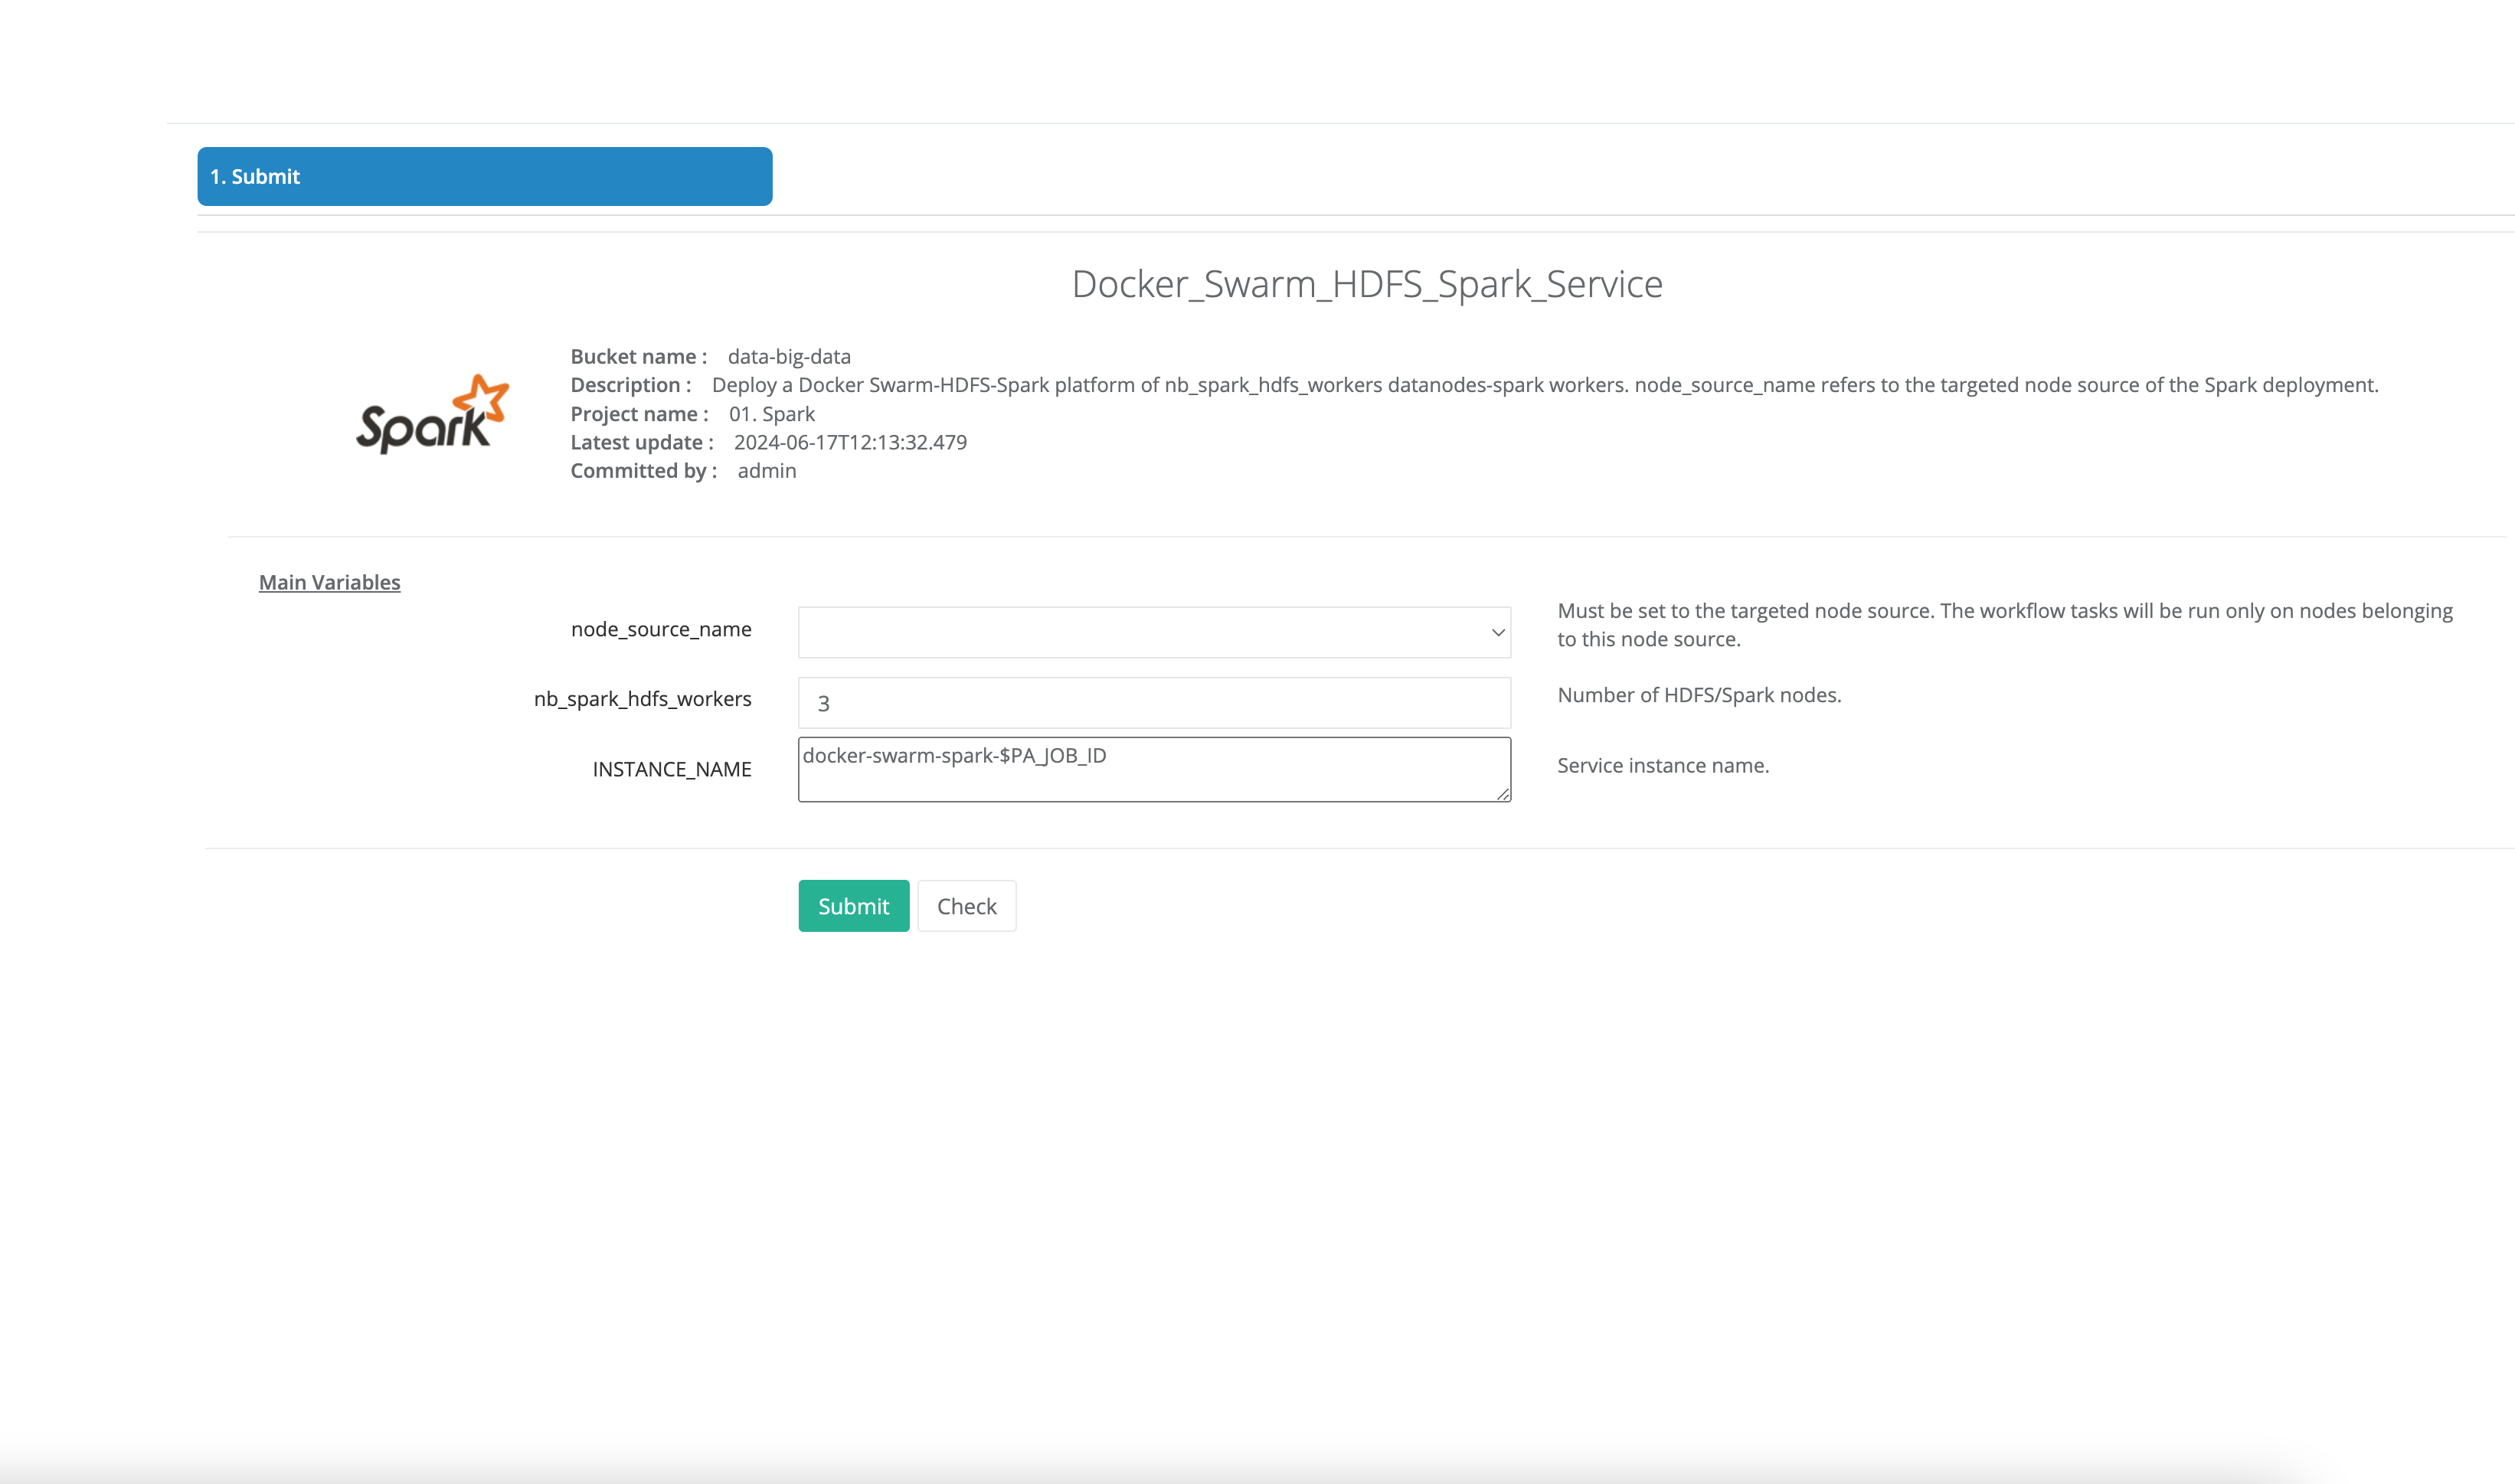 1. Submit
Docker_Swarm_HDFS_Spark_Service
Spark
Bucket name : data-big-data
Description : Deploy a Docker Swarm-HDFS-Spark platform of nb_spark_hdfs_workers datanodes-spark workers. node_source_name refers to the targeted node source of the Spark deployment.
Project name : 01. Spark
Latest update : 2024-06-17T12:13:32.479
Committed by : admin
Main Variables
node_source_name
Must be set to the targeted node source. The workflow tasks will be run only on nodes belonging
to this node source.
nb_spark_hdfs_workers 3 Number of HDFS/Spark nodes.
INSTANCE_NAME docker-swarm-spark-$PA_JOB_ID Service instance name.
Submit Check